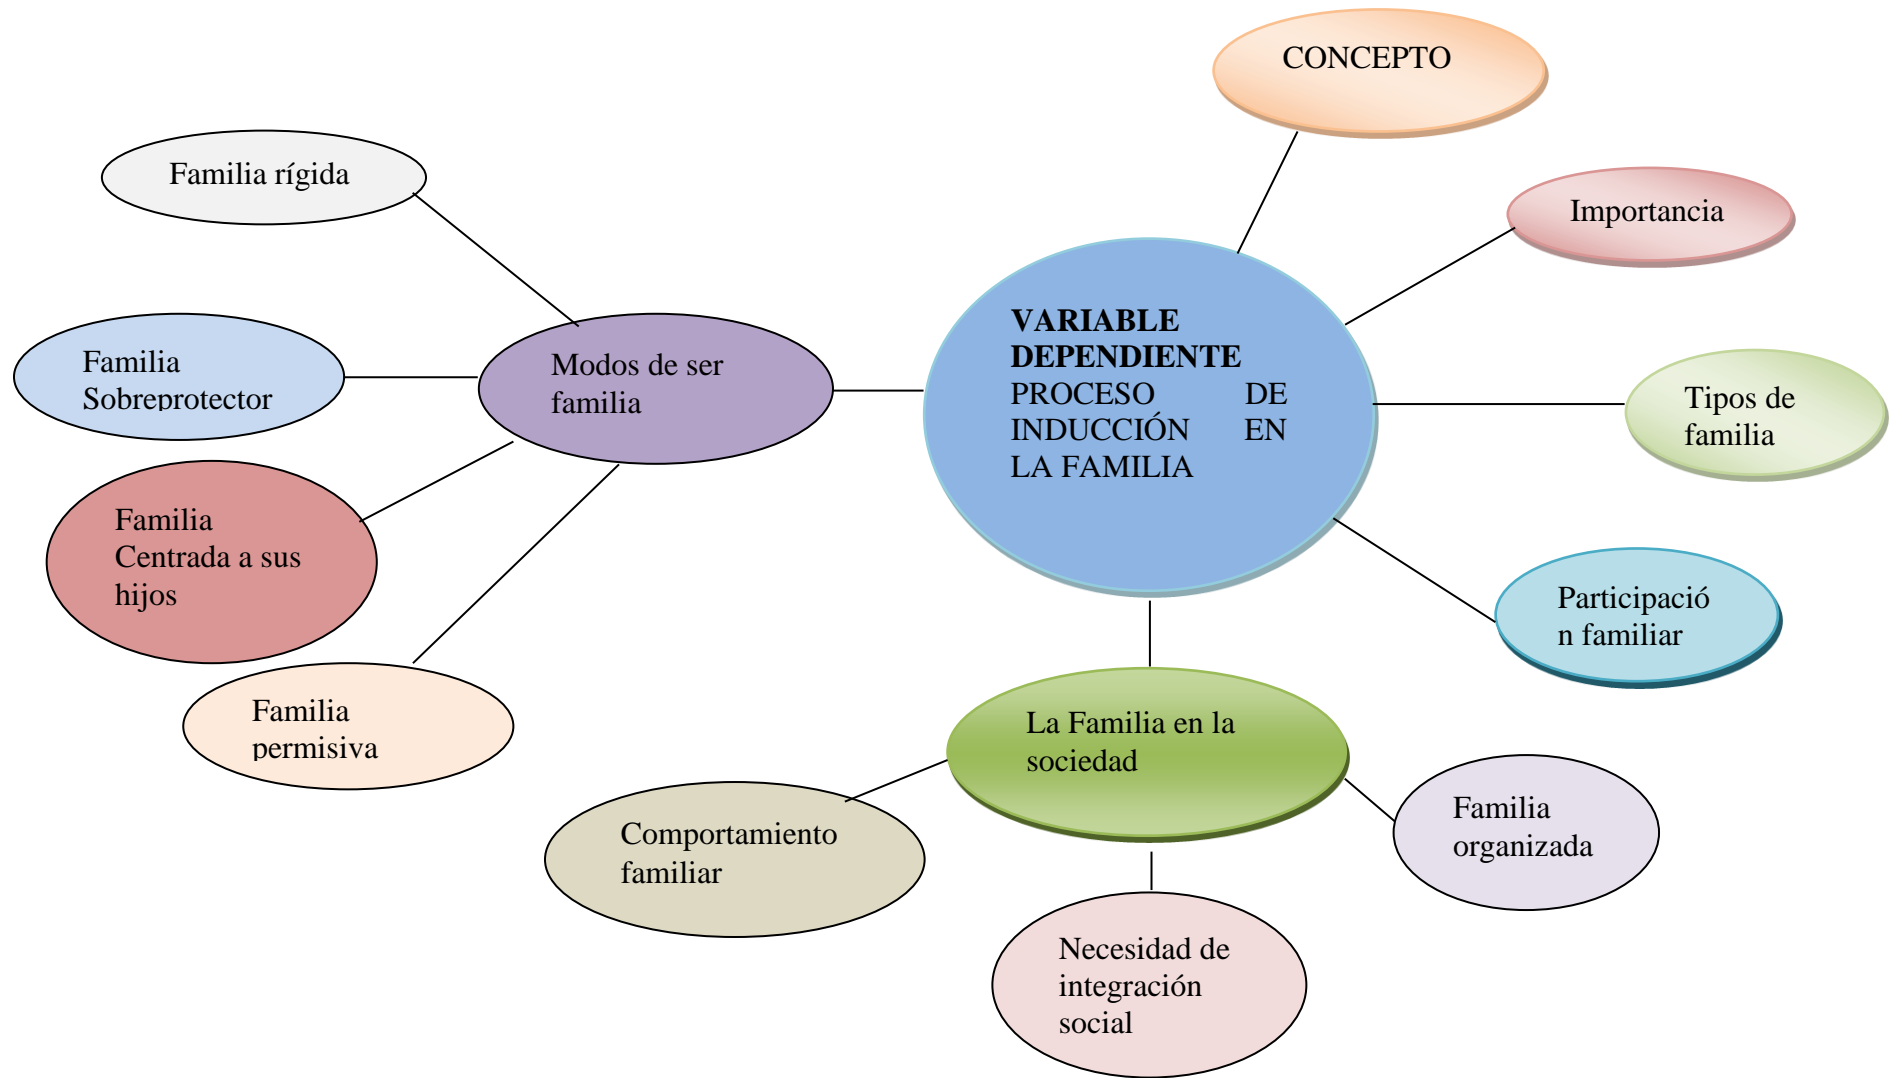 CONCEPTO
Familia rígida
Importancia
VARIABLE
DEPENDIENTE
PROCESO DE
INDUCCIÓN EN
LA FAMILIA
Modos de ser
familia
Familia
Sobreprotector
Tipos de
familia
Familia
Centrada a sus
hijos
Participació
n familiar
Familia
permisiva
La Familia en la
sociedad
Familia
organizada
Comportamiento
familiar
Necesidad de
integración
social